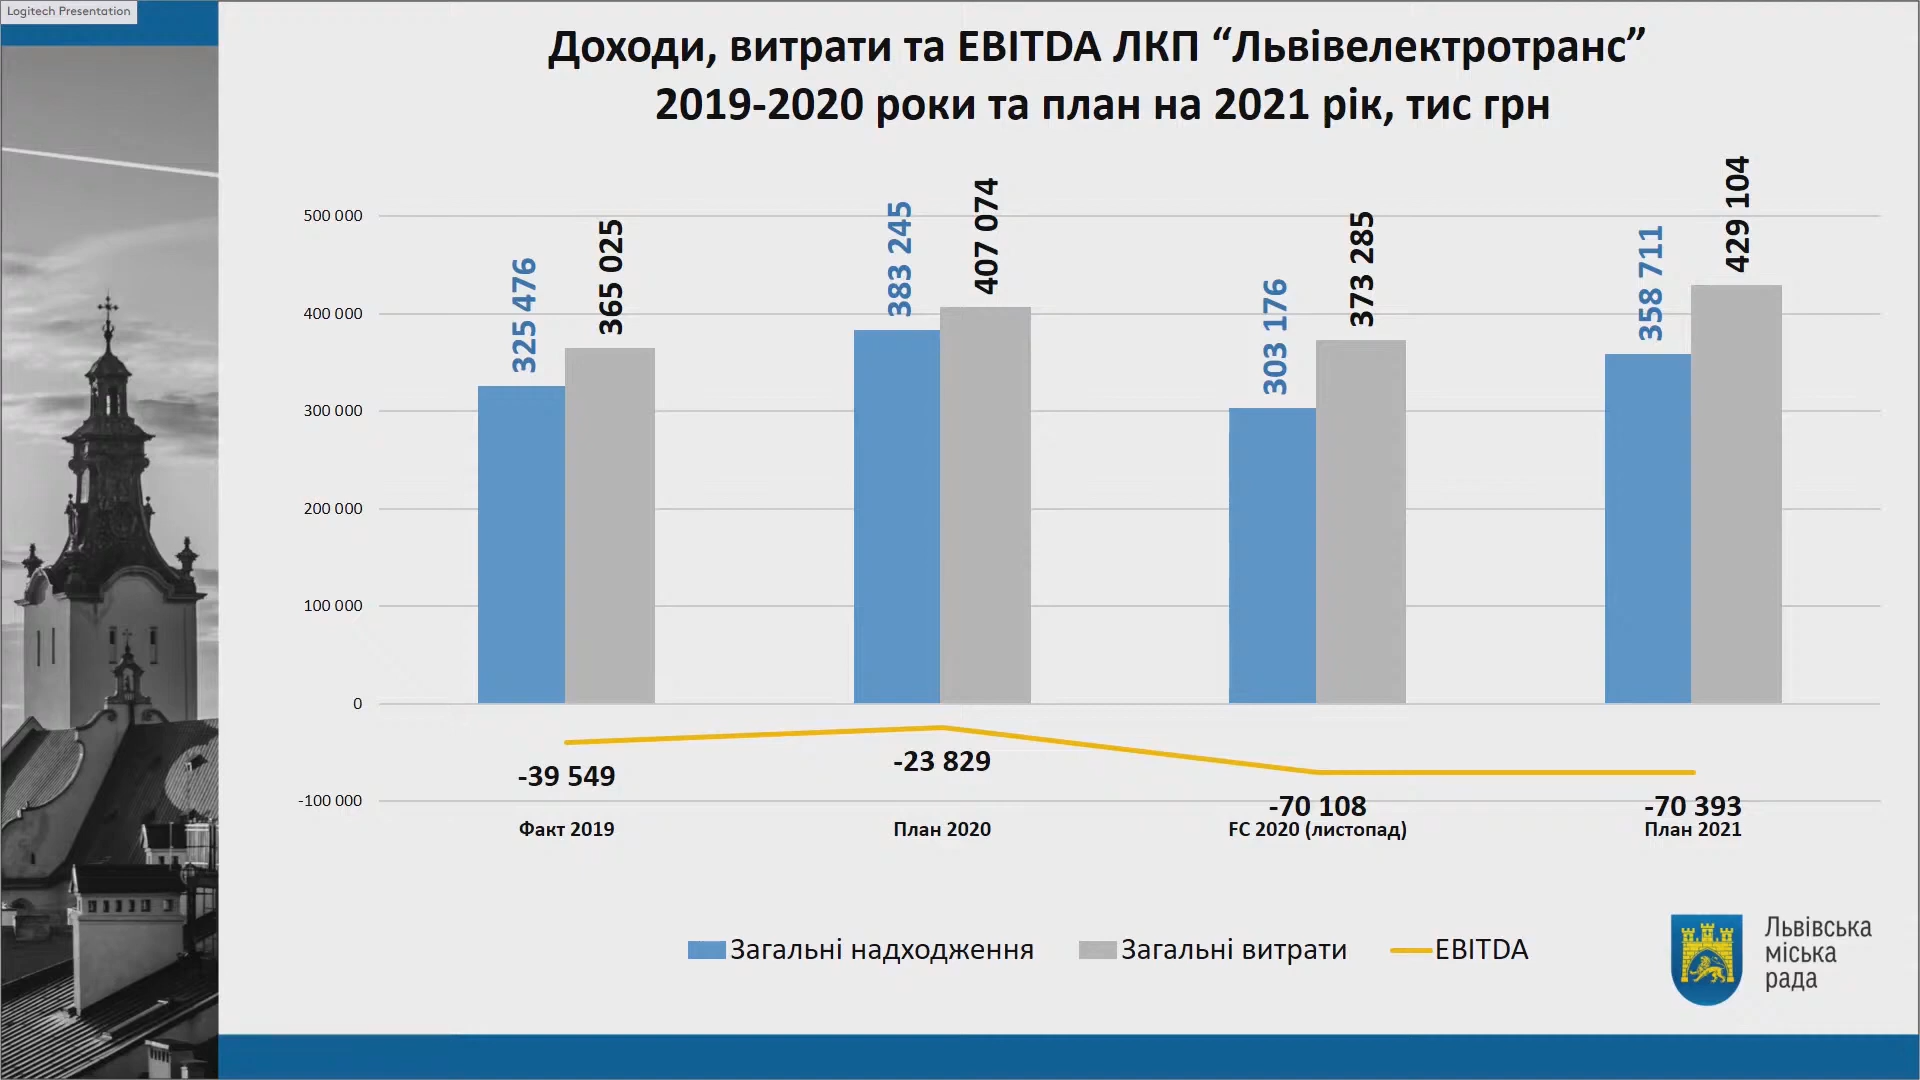 Logitech Presentation
Доходи, витрати та EBITDA ЛКП “Львівелектротранс”
2019-2020 роки та план на 2021 рік, тис грн
500 000
400 000
300 000
200 000
100 000
0
-100 000
325 476
365 025
383 245
407 074
303 176
373 285
358 711
429 104
-39 549
-23 829
-70 108
-70 393
Факт 2019
План 2020
FC 2020 (листопад)
План 2021
Загальні надходження
Загальні витрати
EBITDA
Львівська
міська
рада